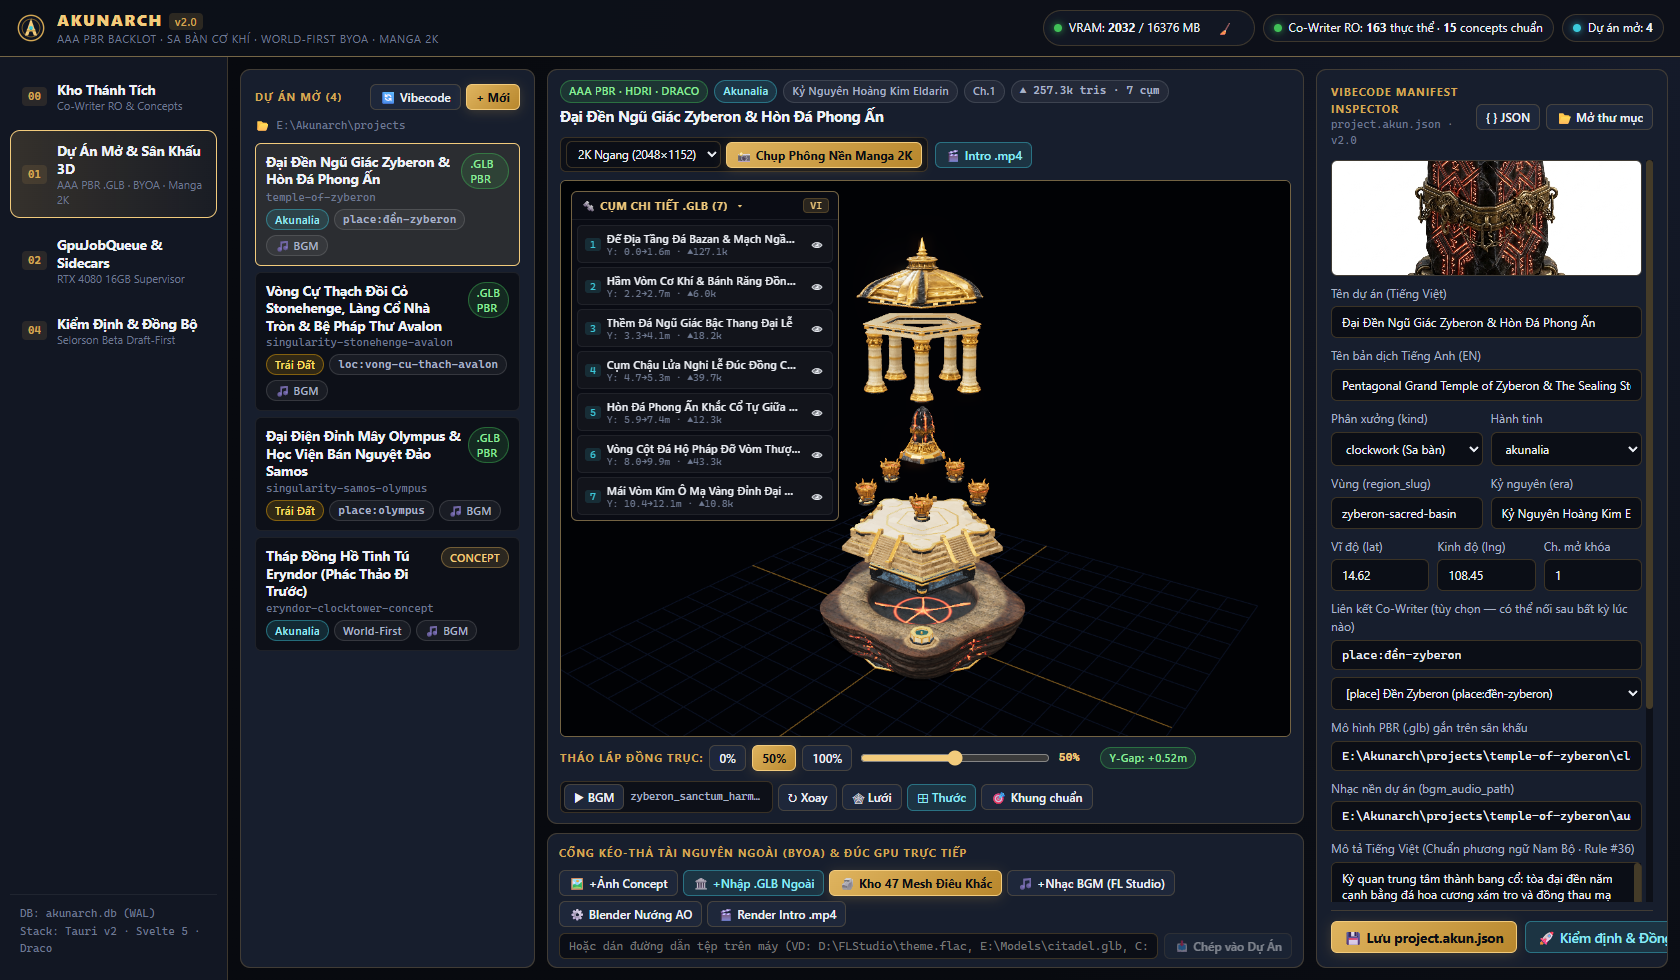 AKUNARCH v2.0
AAA PBR BACKLOT · SA BÀN CƠ KHÍ · WORLD-FIRST BYOA · MANGA 2K
VRAM: 2032 / 16376 MB
Co-Writer RO: 163 thực thể · 15 concepts chuẩn
Dự án mở: 4
00
Kho Thánh Tích
Co-Writer RO & Concepts
01
Dự Án Mở & Sân Khấu
3D
AAA PBR .GLB · BYOA · Manga
2K
02
GpuJobQueue &
Sidecars
RTX 4080 16GB Supervisor
04
Kiểm Định & Đồng Bộ
Selorson Beta Draft-First
DB: akunarch.db (WAL)
Stack: Tauri v2 · Svelte 5 ·
Draco
DỰ ÁN MỞ (4)
Vibecode
+ Mới
E:\Akunarch\projects
Đại Đền Ngũ Giác Zyberon &
Hòn Đá Phong Ấn
.GLB
PBR
temple-of-zyberon
Akunalia
place:đền-zyberon
BGM
Vòng Cự Thạch Đồi Cỏ
Stonehenge, Làng Cổ Nhà
Tròn & Bệ Pháp Thư Avalon
.GLB
PBR
singularity-stonehenge-avalon
Trái Đất
loc:vong-cu-thach-avalon
BGM
Đại Điện Đỉnh Mây Olympus &
Học Viện Bán Nguyệt Đảo
Samos
.GLB
PBR
singularity-samos-olympus
Trái Đất
place:olympus
BGM
Tháp Đồng Hồ Tinh Tú
Eryndor (Phác Thảo Đi
Trước)
CONCEPT
eryndor-clocktower-concept
Akunalia
World-First
BGM
AAA PBR · HDRI · DRACO
Akunalia
Kỷ Nguyên Hoàng Kim Eldarin
Ch.1
▲ 257.3k tris · 7 cụm
Đại Đền Ngũ Giác Zyberon & Hòn Đá Phong Ấn
2K Ngang (2048×1152)
Chụp Phông Nền Manga 2K
Intro .mp4
CỤM CHI TIẾT .GLB (7)
VI
1
Đế Địa Tầng Đá Bazan & Mạch Ngầ...
Y: 0.0→1.6m · ▲127.1k
2
Hầm Vòm Cơ Khí & Bánh Răng Đồn...
Y: 2.2→2.7m · ▲6.0k
3
Thềm Đá Ngũ Giác Bậc Thang Đại Lễ
Y: 3.3→4.1m · ▲18.2k
4
Cụm Chậu Lửa Nghi Lễ Đúc Đồng C...
Y: 4.7→5.3m · ▲39.7k
5
Hòn Đá Phong Ấn Khắc Cổ Tự Giữa ...
Y: 5.9→7.4m · ▲12.3k
6
Vòng Cột Đá Hộ Pháp Đỡ Vòm Thượ...
Y: 8.0→9.9m · ▲43.3k
7
Mái Vòm Kim Ô Mạ Vàng Đỉnh Đại ...
Y: 10.4→12.1m · ▲10.8k
THÁO LẮP ĐỒNG TRỤC:
0%
50%
100%
50%
Y-Gap: +0.52m
▶ BGM
zyberon_sanctum_harm...
↻ Xoay
Lưới
Thước
Khung chuẩn
CỔNG KÉO-THẢ TÀI NGUYÊN NGOÀI (BYOA) & ĐÚC GPU TRỰC TIẾP
+Ảnh Concept
+Nhập .GLB Ngoài
Kho 47 Mesh Điêu Khắc
+Nhạc BGM (FL Studio)
Blender Nướng AO
Render Intro .mp4
Hoặc dán đường dẫn tệp trên máy (VD: D:\FLStudio\theme.flac, E:\Models\citadel.glb, C:
Chép vào Dự Án
VIBECODE MANIFEST
INSPECTOR
project.akun.json ·
v2.0
{ } JSON
Mở thư mục
Tên dự án (Tiếng Việt)
Đại Đền Ngũ Giác Zyberon & Hòn Đá Phong Ấn
Tên bản dịch Tiếng Anh (EN)
Pentagonal Grand Temple of Zyberon & The Sealing St
Phân xưởng (kind)
Hành tinh
clockwork (Sa bàn)
akunalia
Vùng (region_slug)
Kỷ nguyên (era)
zyberon-sacred-basin
Kỷ Nguyên Hoàng Kim E
Vĩ độ (lat)
Kinh độ (lng)
Ch. mở khóa
14.62
108.45
1
Liên kết Co-Writer (tùy chọn — có thể nối sau bất kỳ lúc
nào)
place:đền-zyberon
[place] Đền Zyberon (place:đền-zyberon)
Mô hình PBR (.glb) gắn trên sân khấu
E:\Akunarch\projects\temple-of-zyberon\cl
Nhạc nền dự án (bgm_audio_path)
E:\Akunarch\projects\temple-of-zyberon\au
Mô tả Tiếng Việt (Chuẩn phương ngữ Nam Bộ · Rule #36)
Kỳ quan trung tâm thành bang cổ: tòa đại đền năm
cạnh bằng đá hoa cương xám tro và đồng thau mạ
Lưu project.akun.json
Kiểm định & Đồng